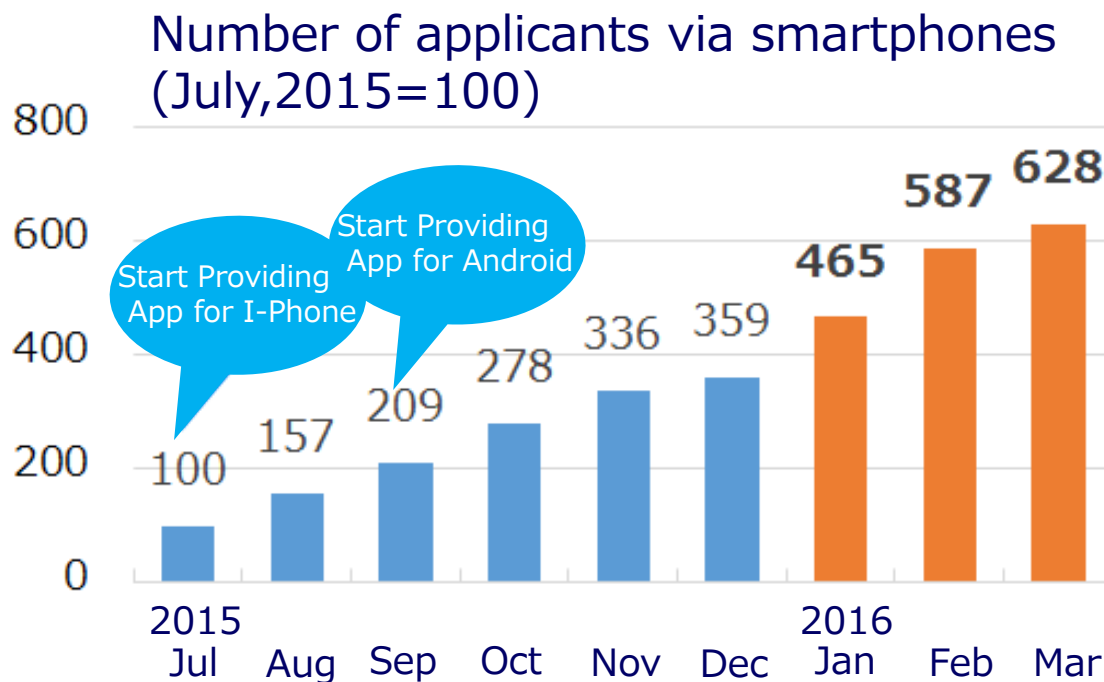 Number of applicants via smartphones
(July,2015=100)
800
600
400
200
0
Start Providing
App for I-Phone
Start Providing
App for Android
100
157
209
278
336
359
465
587
628
2015
Jul
Aug
Sep
Oct
Nov
Dec
2016
Jan
Feb
Mar